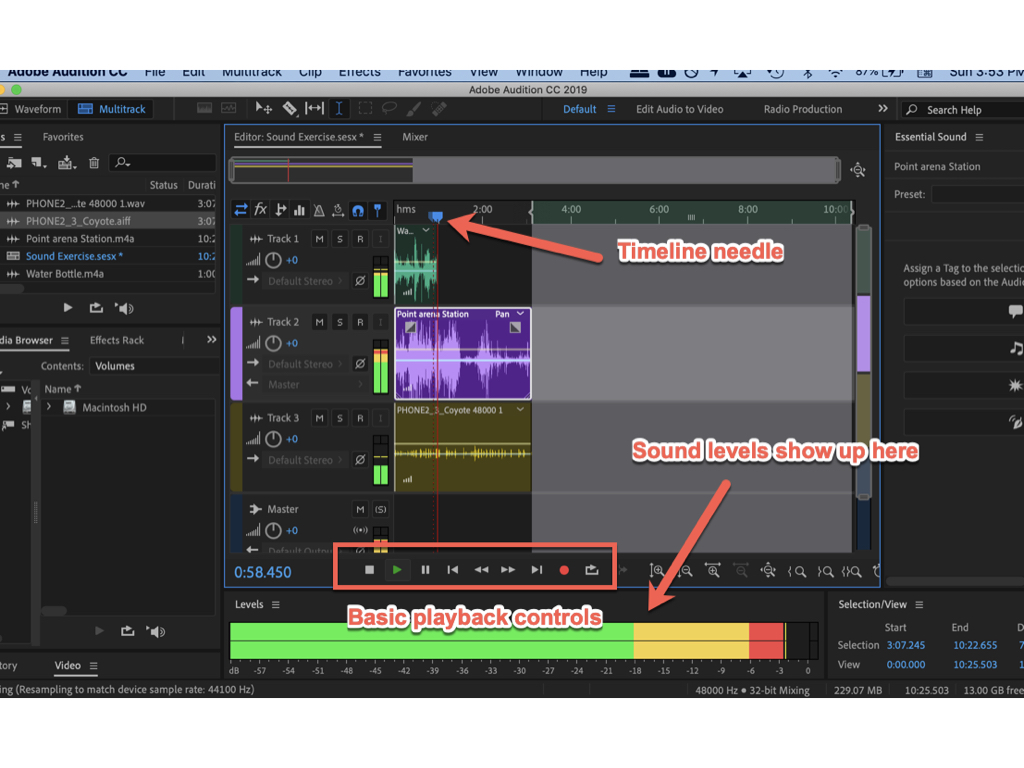 Adobe Audition CC File Edit Multitrack Clip Effects Favorites View Window Help 87% Sun 3:53 PM
Adobe Audition CC 2019
Waveform Multitrack Default Edit Audio to Video Radio Production Search Help
Favorites
Editor: Sound Exercise.sesx * Mixer
Essential Sound
Point arena Station
Preset:
Status Durati
PHONE2_...te 48000 1.wav 3:07
PHONE2_3_Coyote.aiff 3:07
Point arena Station.m4a 10:2
Sound Exercise.sesx * 10:2
Water Bottle.m4a 1:00
hms 2:00 4:00 6:00 8:00 10:00
Track 1 M S R I
Wa...
+0
Default Stereo
Timeline needle
Assign a Tag to the selectio
options based on the Audio
Track 2 M S R I
Point arena Station Pan
+0
Default Stereo
Master
dia Browser Effects Rack
Contents: Volumes
Name
Macintosh HD
Track 3 M S R I
PHONE2_3_Coyote 48000 1
+0
Default Stereo
Sound levels show up here
Master M (S)
+0
Default Outpu
0:58.450
Basic playback controls
Levels
dB -57 -54 -51 -48 -45 -42 -39 -36 -33 -30 -27 -24 -21 -18 -15 -12 -9 -6 -3 0
Selection/View
Start End D
Selection 3:07.245 10:22.655 7
View 0:00.000 10:25.503 1
tory Video
ing (Resampling to match device sample rate: 44100 Hz) 48000 Hz ● 32-bit Mixing 229.07 MB 10:25.503 13.00 GB free